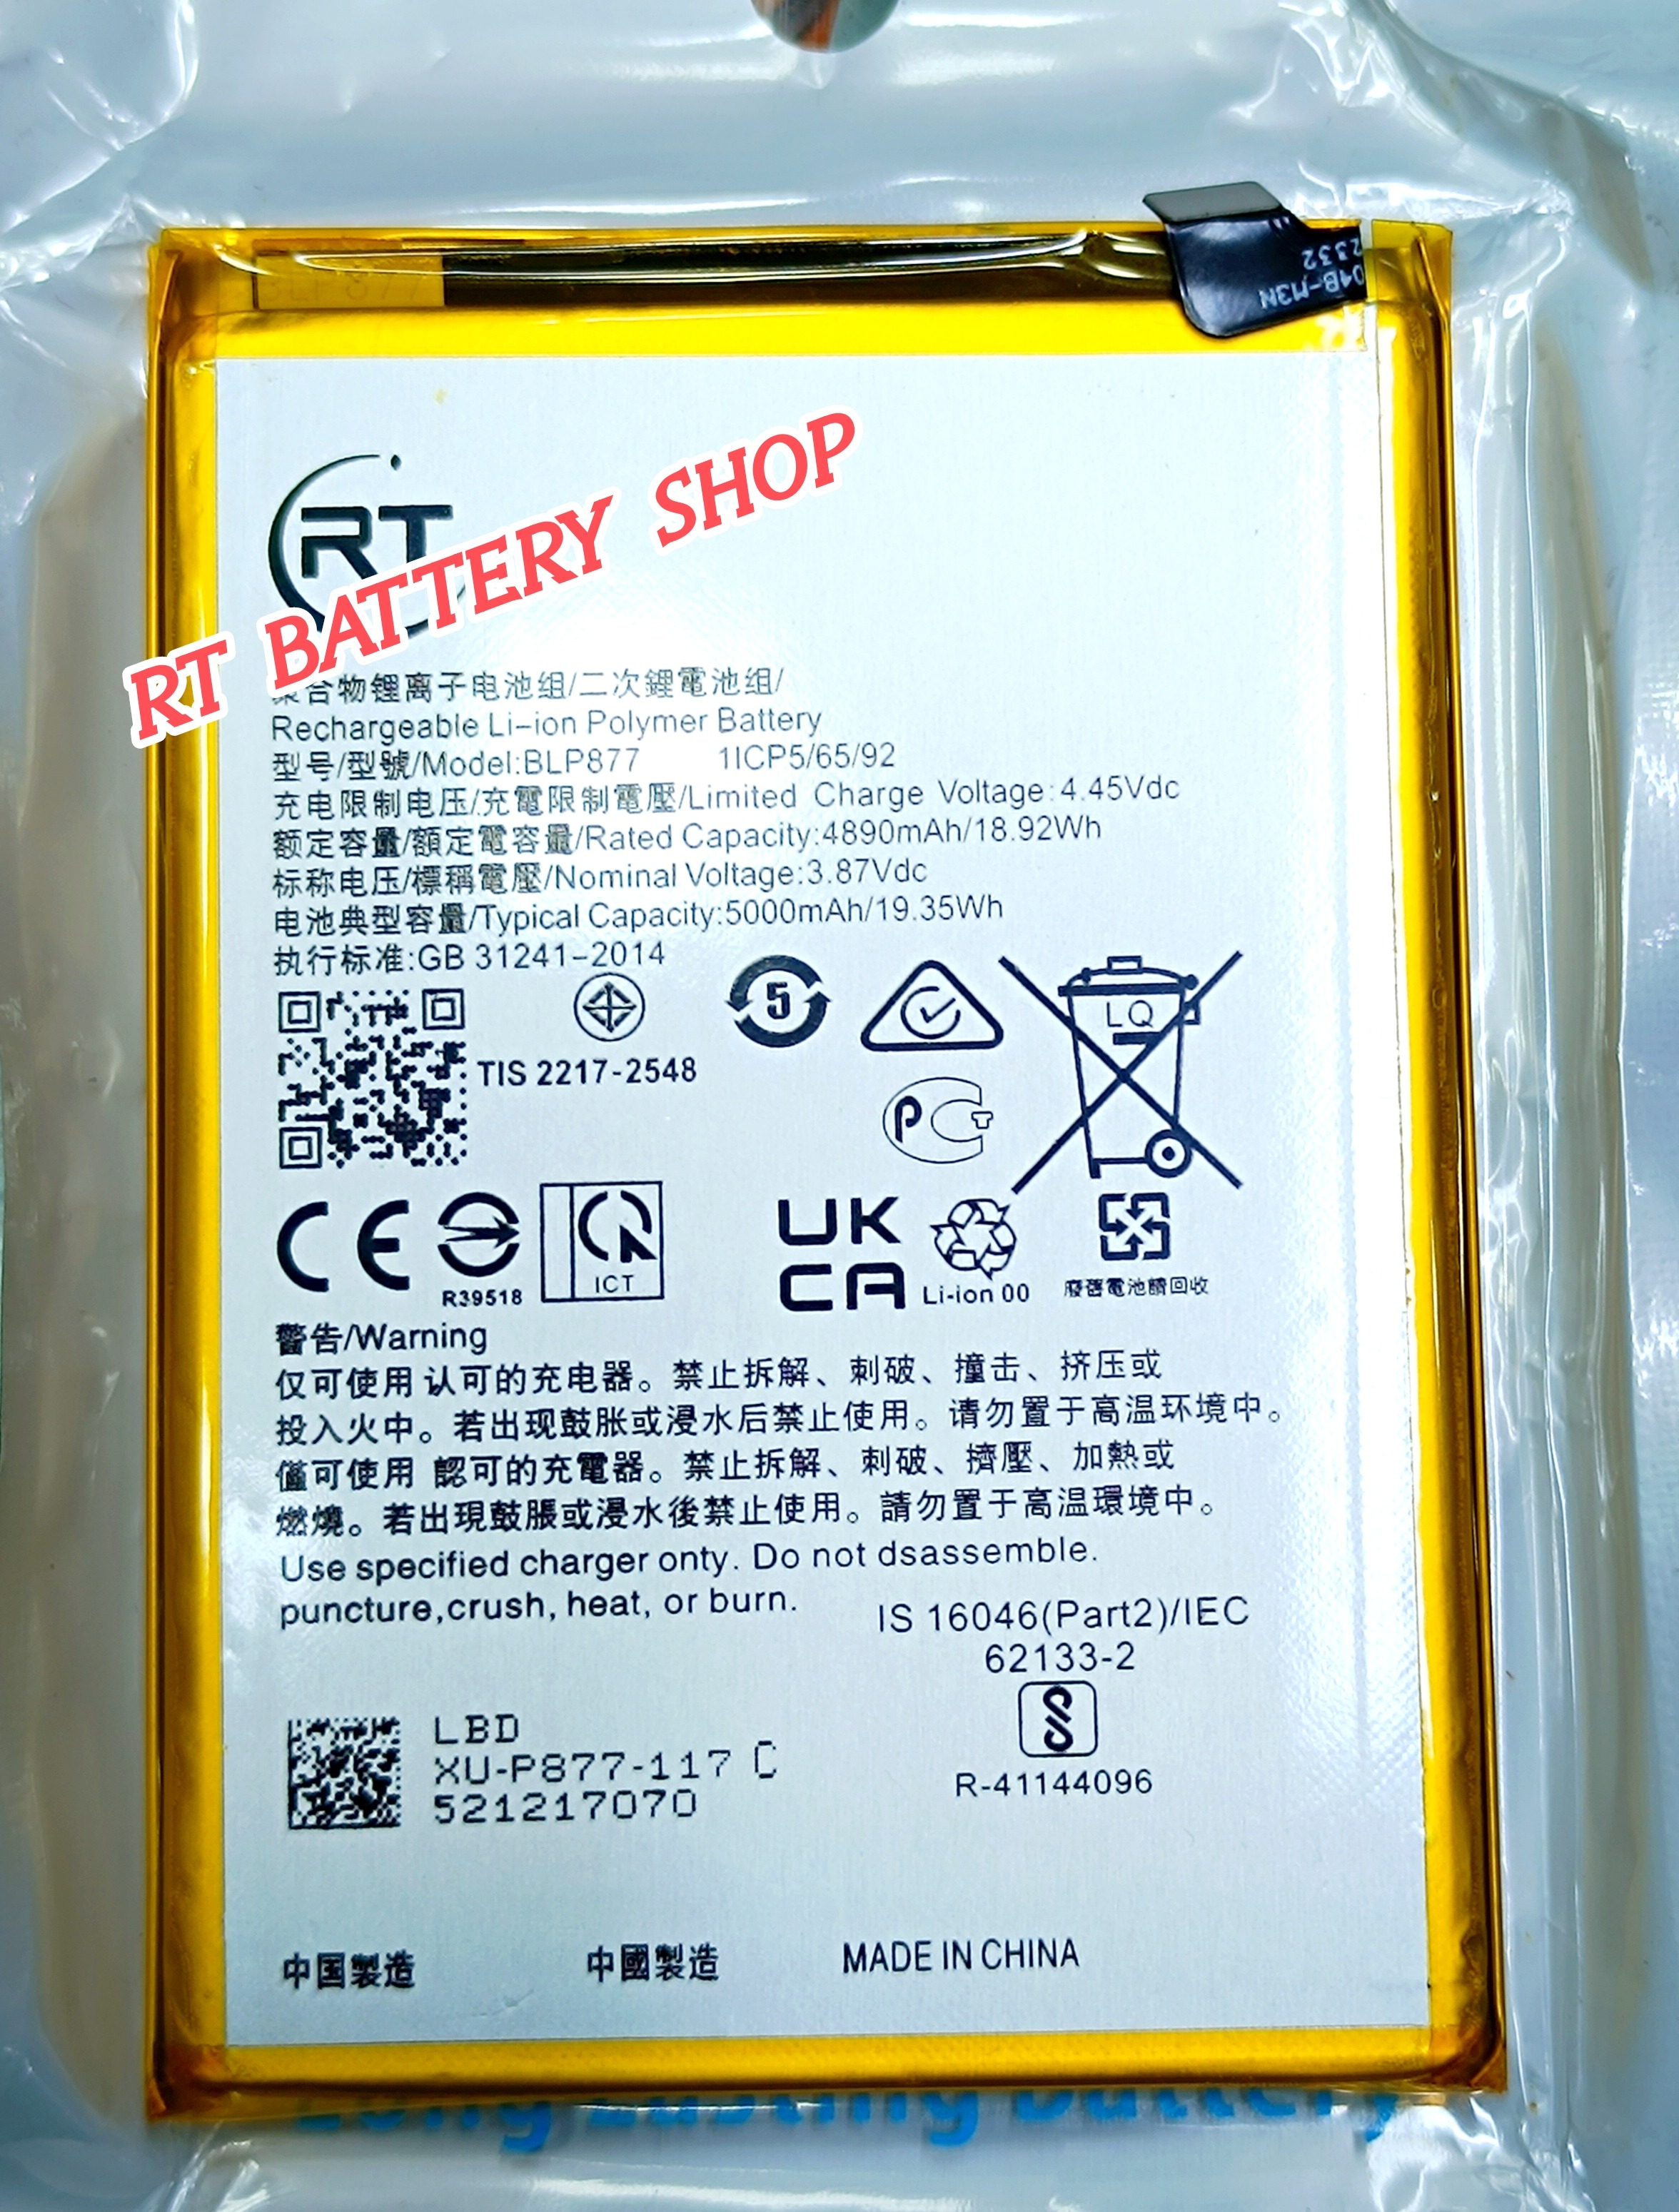 BLP877
04B-M3N
2332
RT
RT BATTERY SHOP
聚合物锂离子电池组/二次鋰電池組/
Rechargeable Li-ion Polymer Battery
型号/型號/Model:BLP877 1ICP5/65/92
充电限制电压/充電限制電壓/Limited Charge Voltage:4.45Vdc
额定容量/額定電容量/Rated Capacity:4890mAh/18.92Wh
标称电压/標稱電壓/Nominal Voltage:3.87Vdc
电池典型容量/Typical Capacity:5000mAh/19.35Wh
执行标准:GB 31241-2014
5
LQ
TIS 2217-2548
PCT
CE
R39518
ICT
UK
CA
Li-ion 00
廢舊電池請回收
警告/Warning
仅可使用 认可的充电器。禁止拆解、刺破、撞击、挤压或
投入火中。若出现鼓胀或浸水后禁止使用。请勿置于高温环境中。
僅可使用 認可的充電器。禁止拆解、刺破、擠壓、加熱或
燃燒。若出現鼓脹或浸水後禁止使用。請勿置于高温環境中。
Use specified charger onty. Do not dsassemble.
puncture,crush, heat, or burn.
IS 16046(Part2)/IEC
62133-2
R-41144096
LBD
XU-P877-117 C
521217070
中国製造 中國製造 MADE IN CHINA
Long Lasting Battery